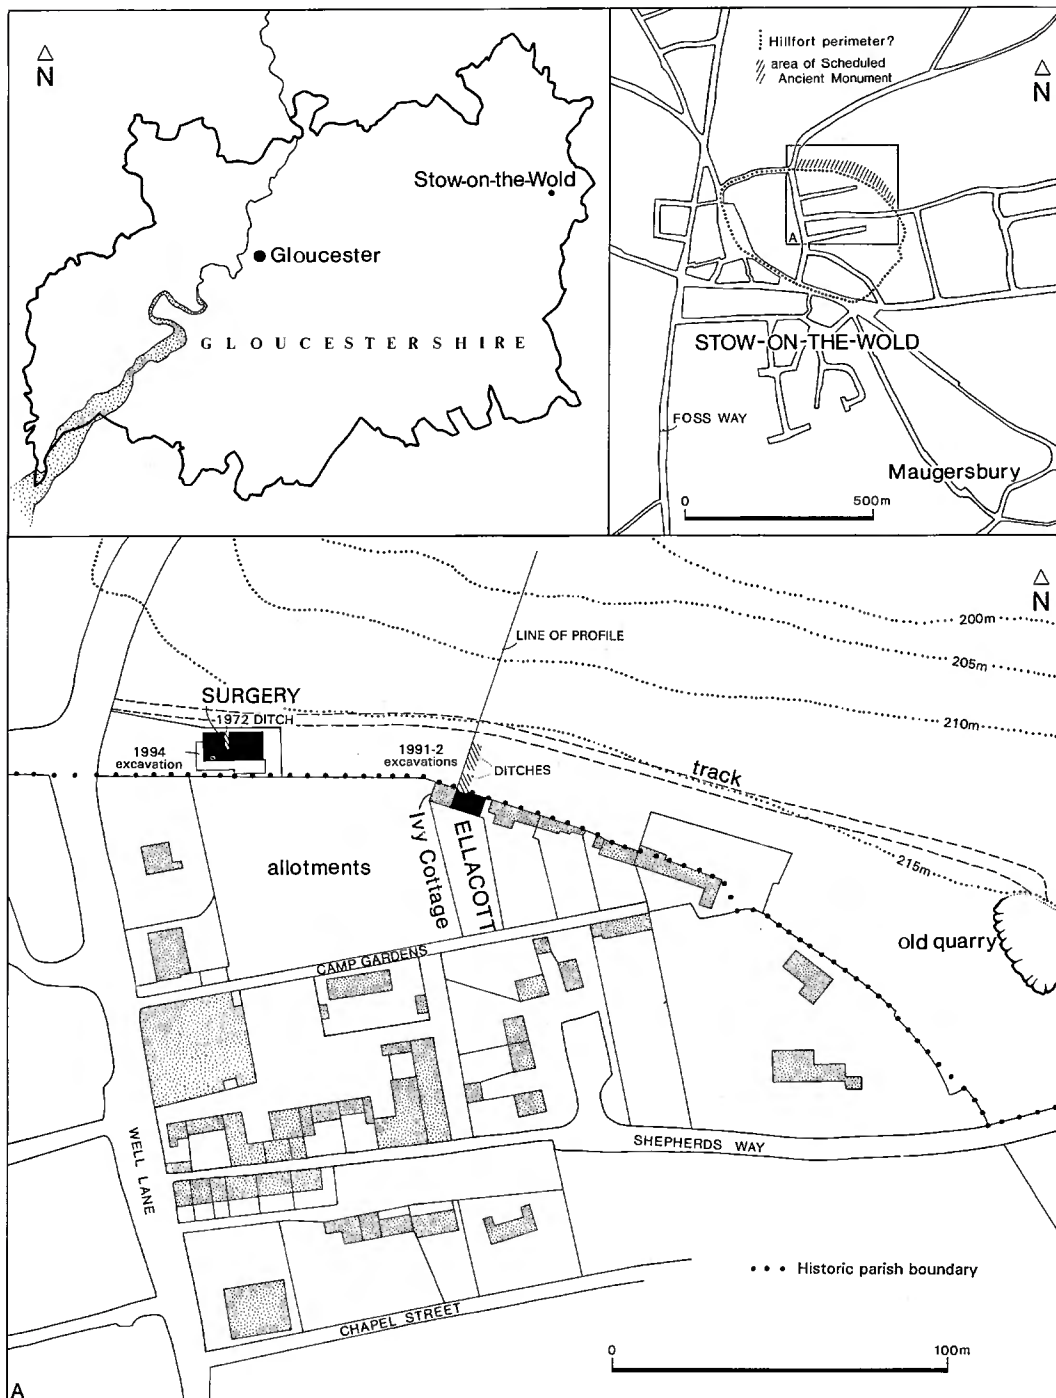 N
Stow-on-the-Wold
Gloucester
GLOUCESTERSHIRE
Hillfort perimeter?
area of Scheduled
Ancient Monument
N
A
STOW-ON-THE-WOLD
FOSS WAY
Maugersbury
0 500m
N
200m
LINE OF PROFILE
205m
210m
SURGERY
1972 DITCH
1994
excavation
1991-2
excavations
DITCHES
track
215m
Ivy Cottage
ELLACOTT
allotments
old quarry
CAMP GARDENS
WELL LANE
SHEPHERDS WAY
Historic parish boundary
CHAPEL STREET
0 100m
A